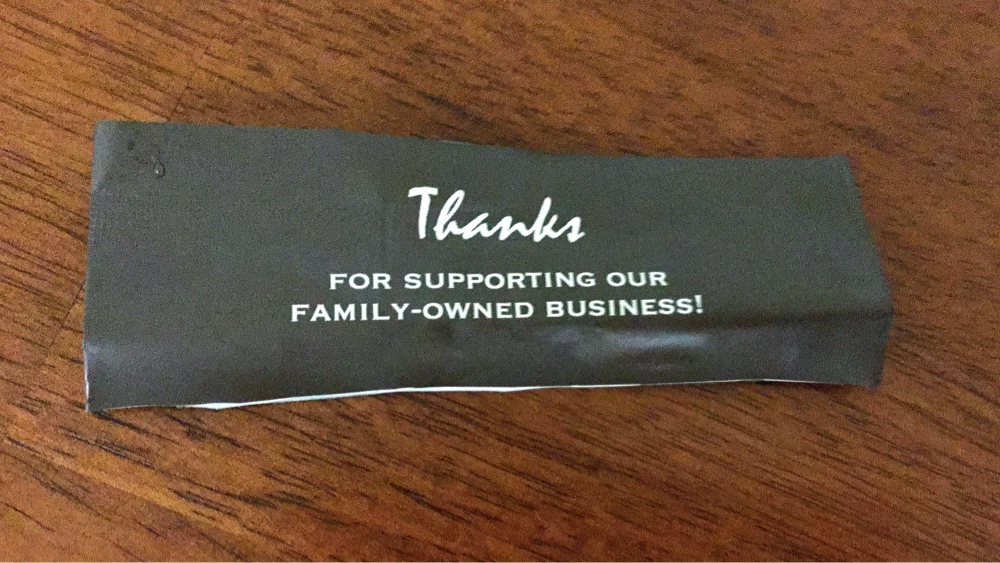 Thanks
FOR SUPPORTING OUR
FAMILY-OWNED BUSINESS!